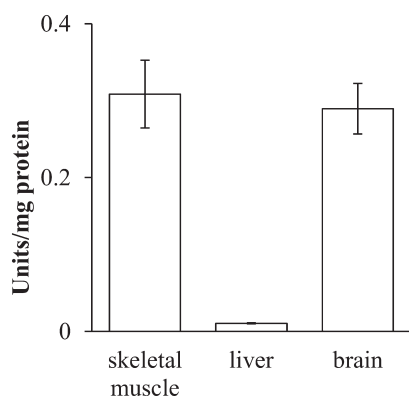 Units/mg protein
0.4
0.2
0
skeletal
muscle
liver
brain